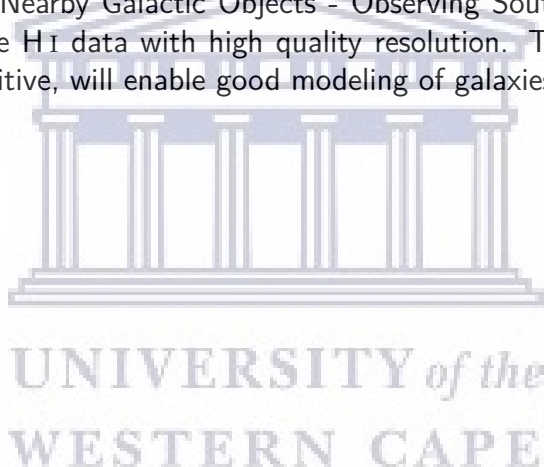 Nearby Galactic Objects - Observing Sou
e H I data with high quality resolution. T
itive, will enable good modeling of galaxies
UNIVERSITY of the
WESTERN CAPE